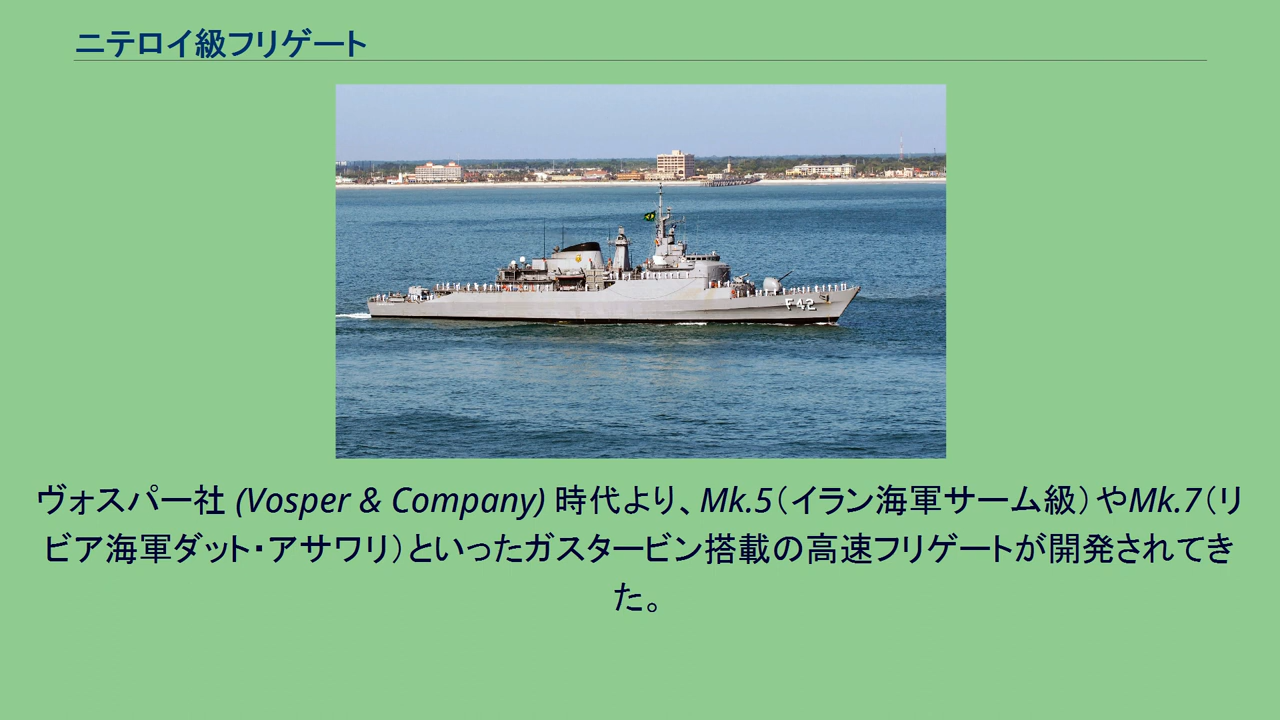 ニテロイ級フリゲート
F42
ヴォスパー社 (Vosper & Company) 時代より、Mk.5（イラン海軍サーム級）やMk.7（リ
ビア海軍ダット・アサワリ）といったガスタービン搭載の高速フリゲートが開発されてき
た。